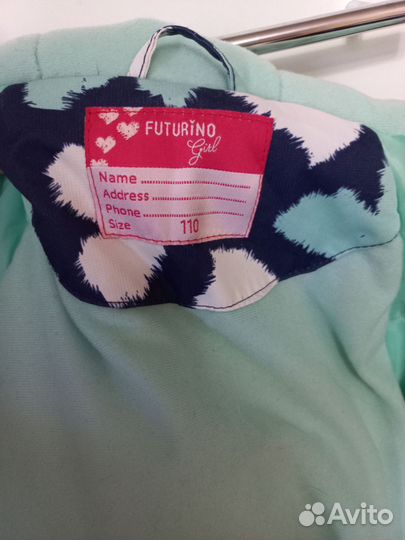 FUTURINO
Girl
Name
Address
Phone
Size 110
Avito